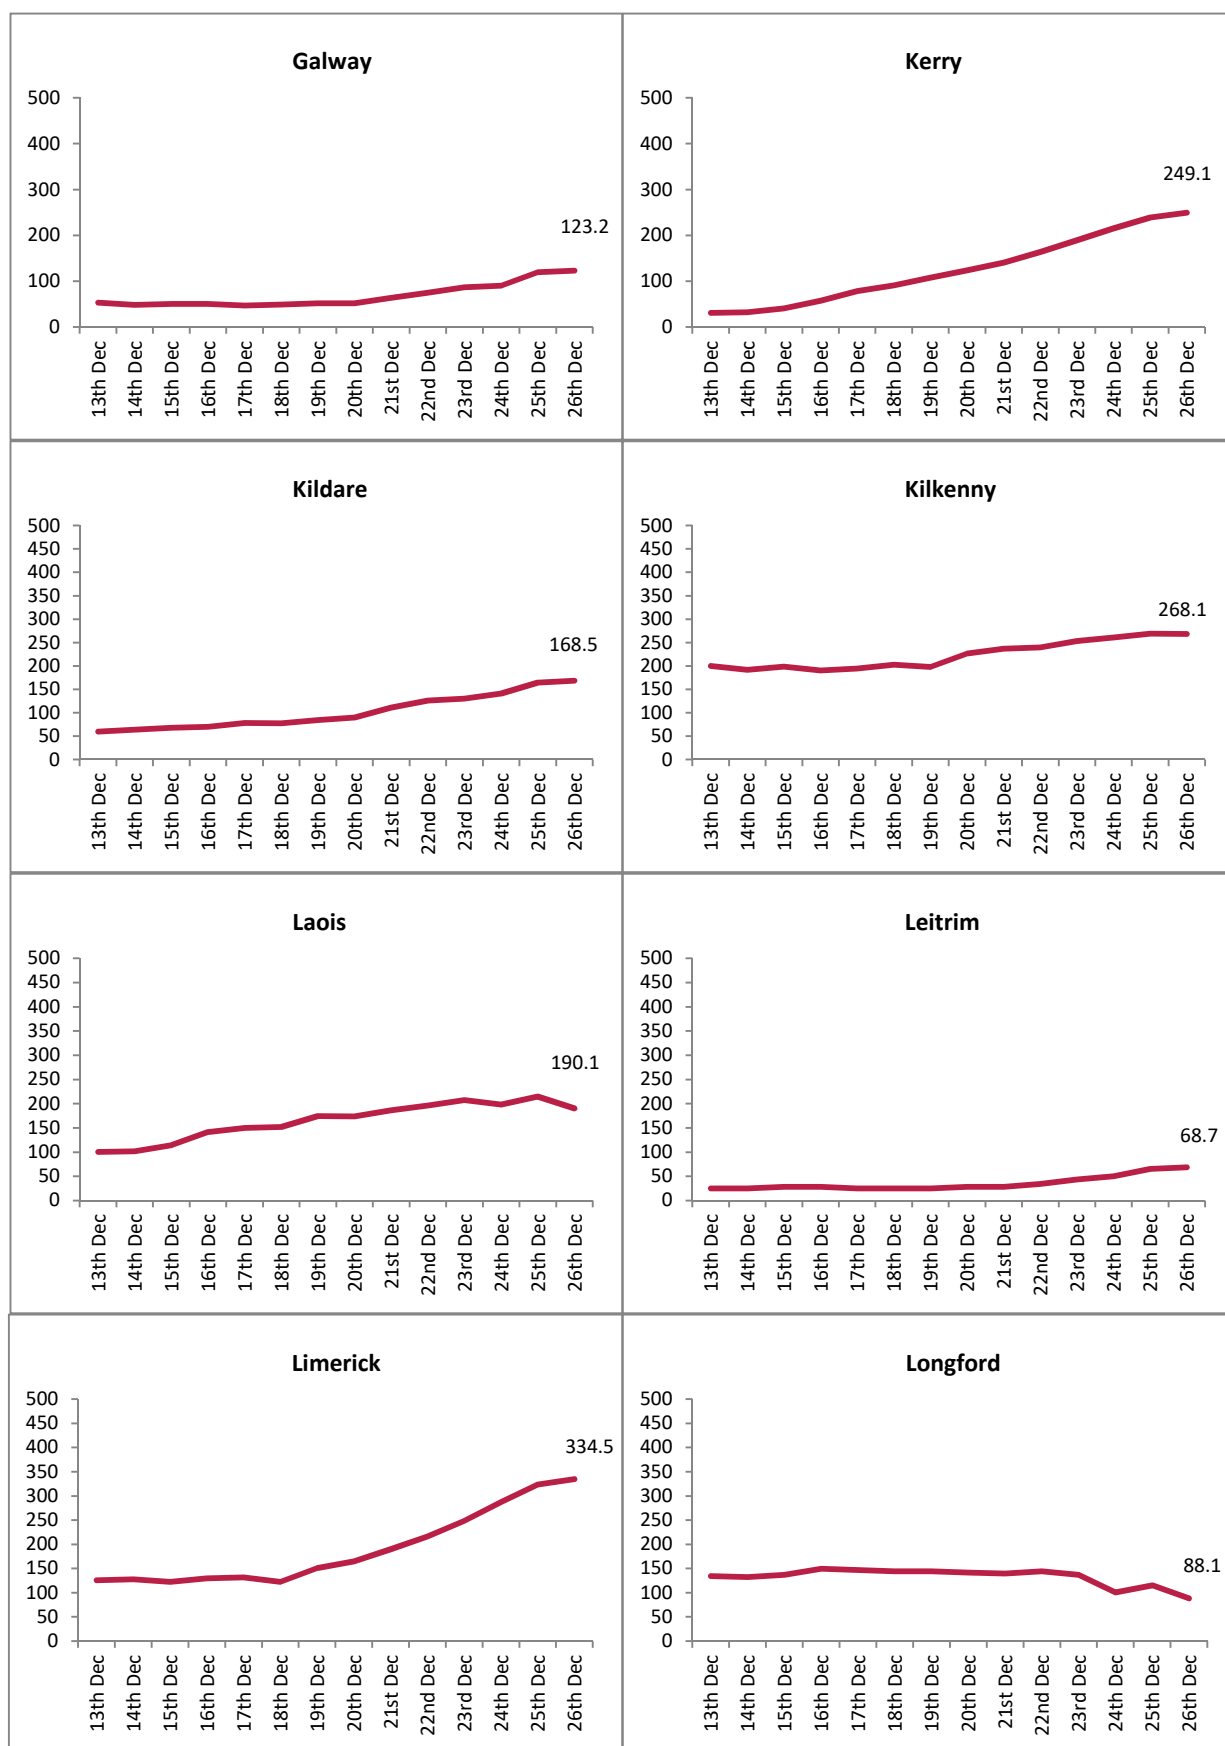 Galway
500
400
300
200
100
0
123.2
13th Dec
14th Dec
15th Dec
16th Dec
17th Dec
18th Dec
19th Dec
20th Dec
21st Dec
22nd Dec
23rd Dec
24th Dec
25th Dec
26th Dec
Kerry
500
400
300
200
100
0
249.1
13th Dec
14th Dec
15th Dec
16th Dec
17th Dec
18th Dec
19th Dec
20th Dec
21st Dec
22nd Dec
23rd Dec
24th Dec
25th Dec
26th Dec
Kildare
500
450
400
350
300
250
200
150
100
50
0
168.5
13th Dec
14th Dec
15th Dec
16th Dec
17th Dec
18th Dec
19th Dec
20th Dec
21st Dec
22nd Dec
23rd Dec
24th Dec
25th Dec
26th Dec
Kilkenny
500
450
400
350
300
250
200
150
100
50
0
268.1
13th Dec
14th Dec
15th Dec
16th Dec
17th Dec
18th Dec
19th Dec
20th Dec
21st Dec
22nd Dec
23rd Dec
24th Dec
25th Dec
26th Dec
Laois
500
450
400
350
300
250
200
150
100
50
0
190.1
13th Dec
14th Dec
15th Dec
16th Dec
17th Dec
18th Dec
19th Dec
20th Dec
21st Dec
22nd Dec
23rd Dec
24th Dec
25th Dec
26th Dec
Leitrim
500
450
400
350
300
250
200
150
100
50
0
68.7
13th Dec
14th Dec
15th Dec
16th Dec
17th Dec
18th Dec
19th Dec
20th Dec
21st Dec
22nd Dec
23rd Dec
24th Dec
25th Dec
26th Dec
Limerick
500
450
400
350
300
250
200
150
100
50
0
334.5
13th Dec
14th Dec
15th Dec
16th Dec
17th Dec
18th Dec
19th Dec
20th Dec
21st Dec
22nd Dec
23rd Dec
24th Dec
25th Dec
26th Dec
Longford
500
450
400
350
300
250
200
150
100
50
0
88.1
13th Dec
14th Dec
15th Dec
16th Dec
17th Dec
18th Dec
19th Dec
20th Dec
21st Dec
22nd Dec
23rd Dec
24th Dec
25th Dec
26th Dec